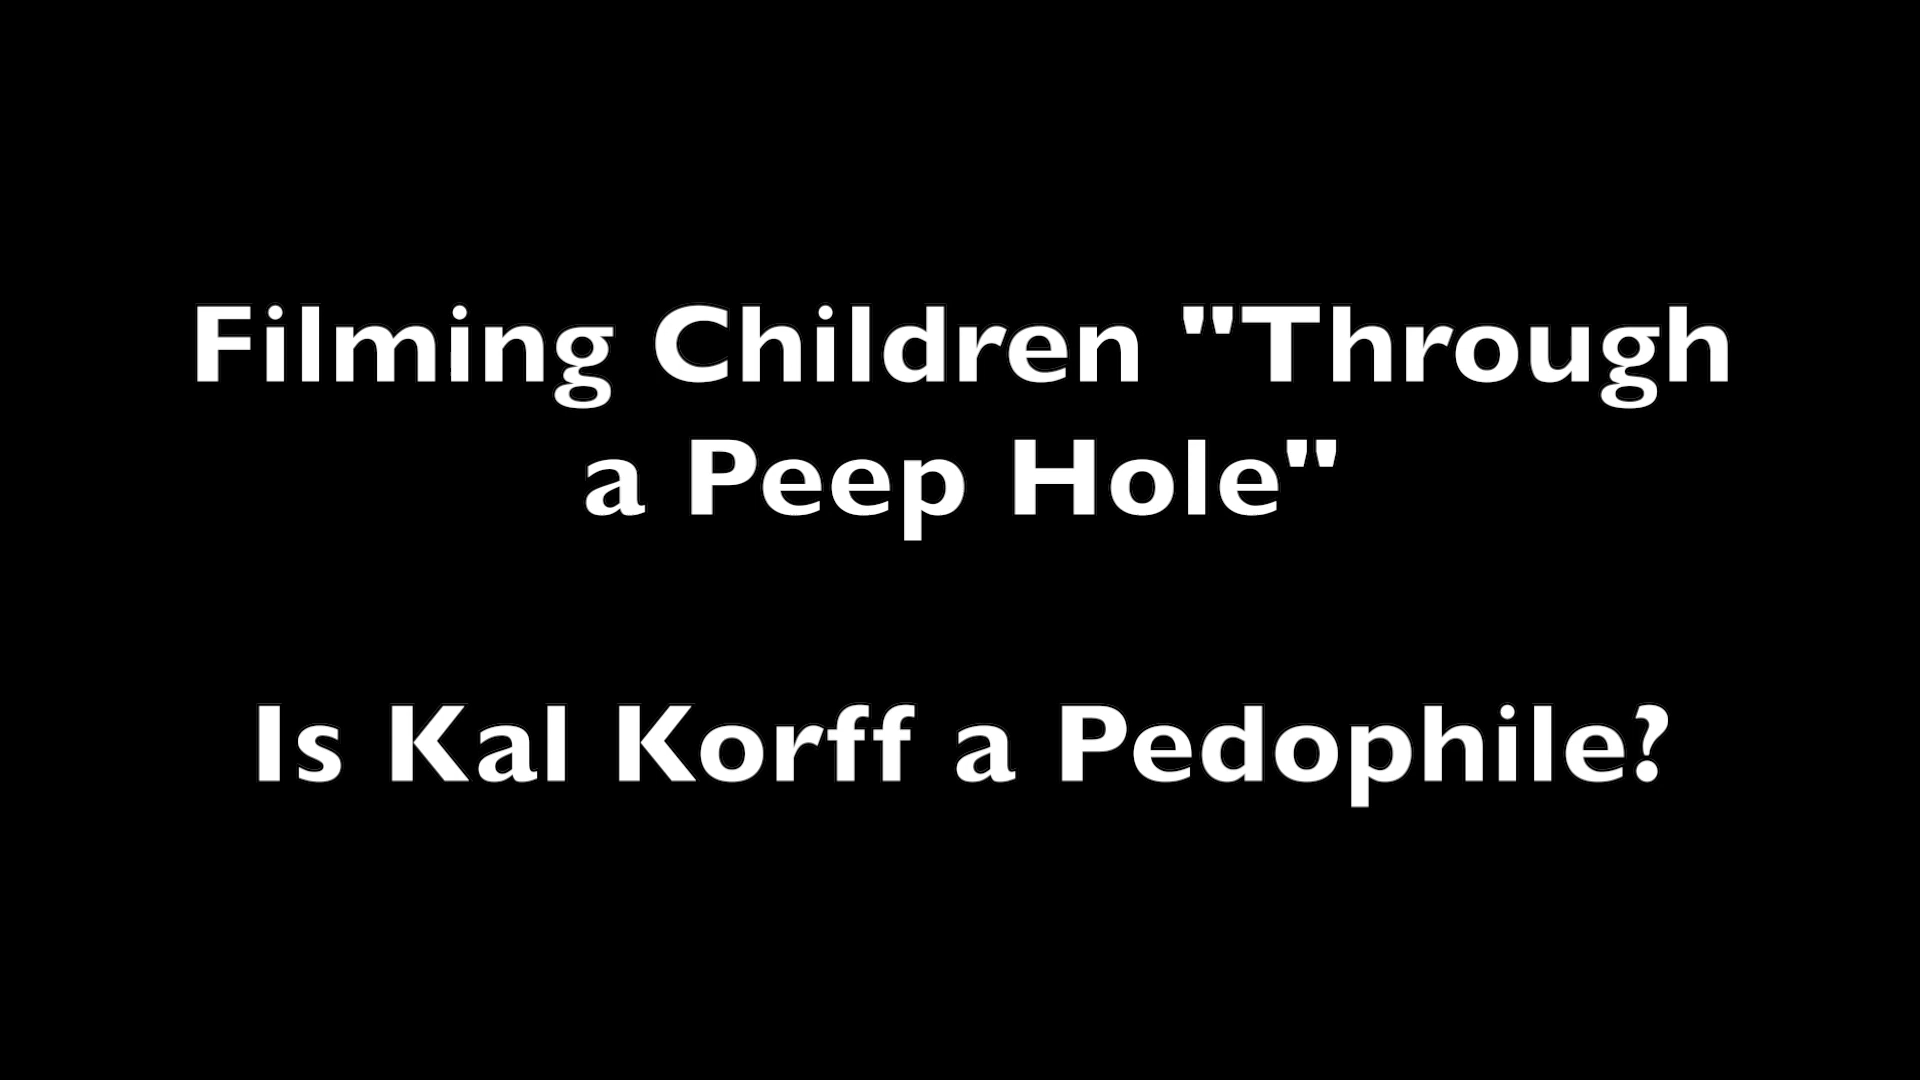 Filming Children "Through
a Peep Hole"
Is Kal Korff a Pedophile?